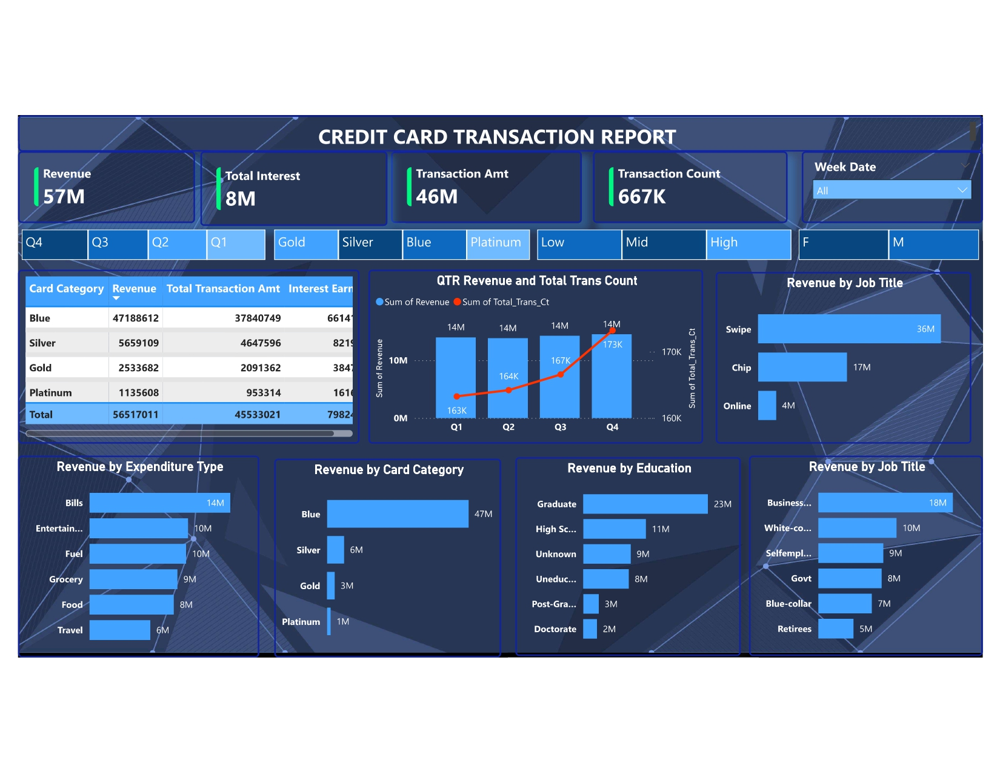 CREDIT CARD TRANSACTION REPORT
Revenue
57M
Total Interest
8M
Transaction Amt
46M
Transaction Count
667K
Week Date
All
Q4 Q3 Q2 Q1 Gold Silver Blue Platinum Low Mid High F M
Card Category Revenue Total Transaction Amt Interest Earn
Blue 47188612 37840749 66141
Silver 5659109 4647596 8219
Gold 2533682 2091362 3847
Platinum 1135608 953314 1616
Total 56517011 45533021 79824
QTR Revenue and Total Trans Count
Sum of Revenue Sum of Total_Trans_Ct
Sum of Revenue
10M
0M
14M 14M 14M 14M
163K 164K 167K 173K
Q1 Q2 Q3 Q4
170K
160K
Sum of Total_Trans_Ct
Revenue by Job Title
Swipe 36M
Chip 17M
Online 4M
Revenue by Expenditure Type
Bills 14M
Entertain... 10M
Fuel 10M
Grocery 9M
Food 8M
Travel 6M
Revenue by Card Category
Blue 47M
Silver 6M
Gold 3M
Platinum 1M
Revenue by Education
Graduate 23M
High Sc... 11M
Unknown 9M
Uneduc... 8M
Post-Gra... 3M
Doctorate 2M
Revenue by Job Title
Business... 18M
White-co... 10M
Selfempl... 9M
Govt 8M
Blue-collar 7M
Retirees 5M